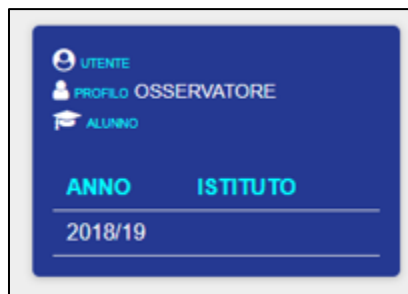 UTENTE
PROFILO OSSERVATORE
ALUNNO
ANNO ISTITUTO
2018/19